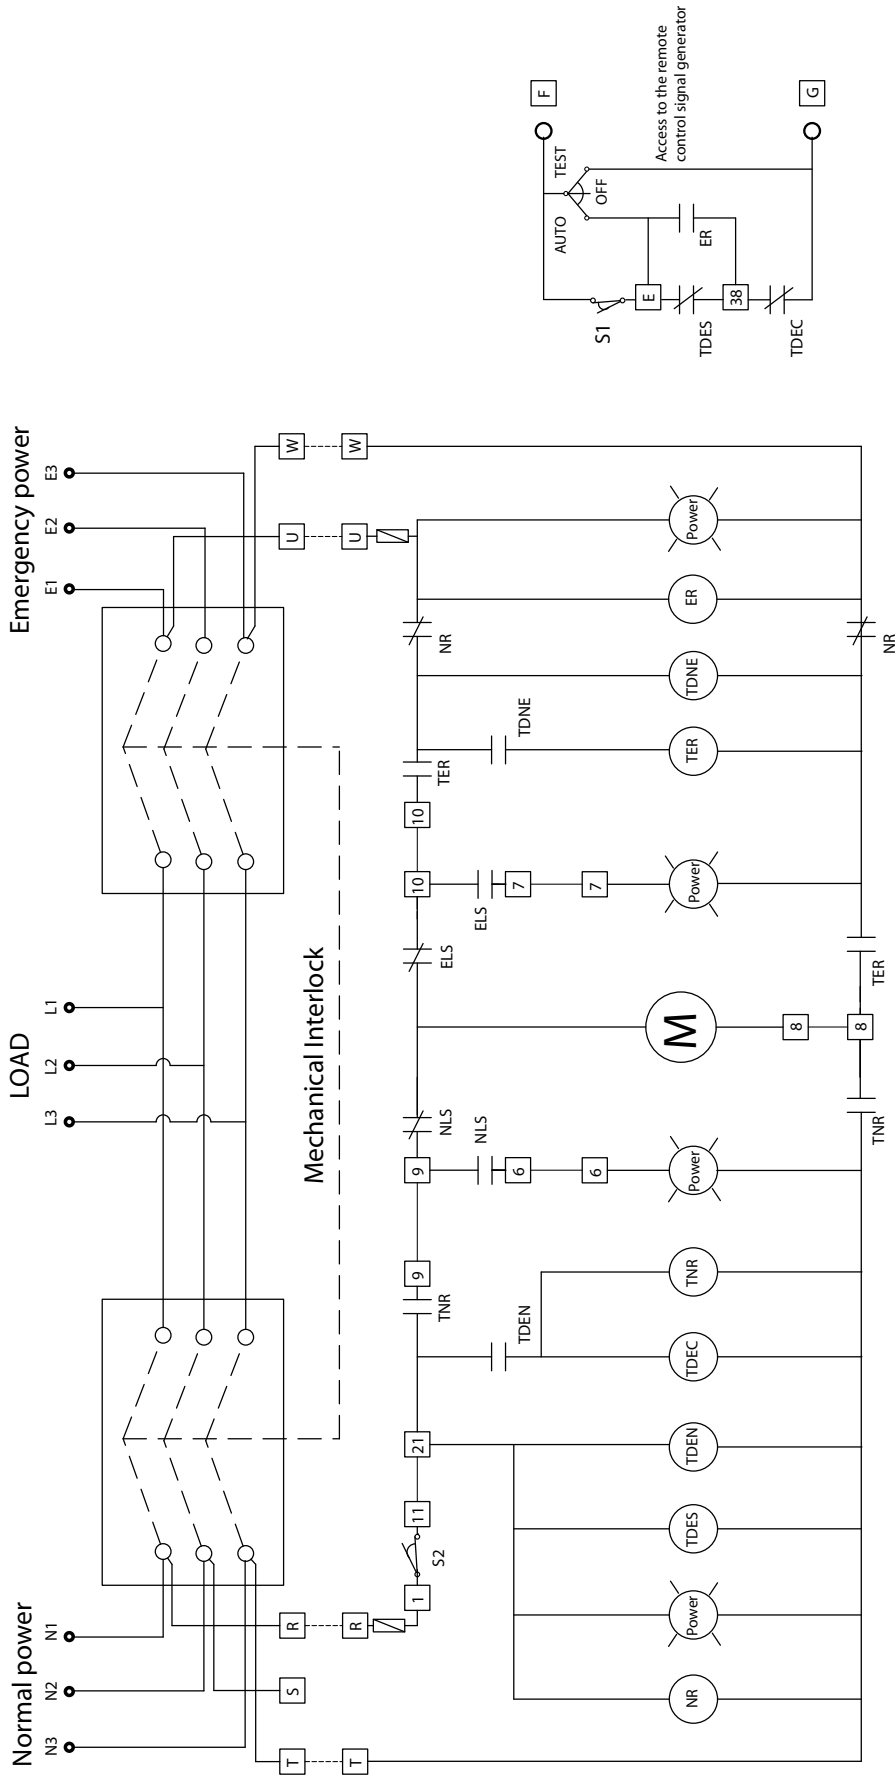 Normal power
LOAD
Emergency power
N3
N2
N1
L3
L2
L1
E1
E2
E3
Mechanical Interlock
T
S
R
U
W
T
R
U
W
1
11
21
9
9
10
10
S2
TNR
NLS
ELS
TER
NR
NLS
ELS
TDEN
TDNE
6
7
6
7
NR
Power
TDES
TDEN
TDEC
TNR
Power
M
Power
TER
TDNE
ER
Power
8
8
TNR
TER
NR
F
TEST
AUTO
OFF
S1
E
ER
TDES
38
TDEC
Access to the remote
control signal generator
G